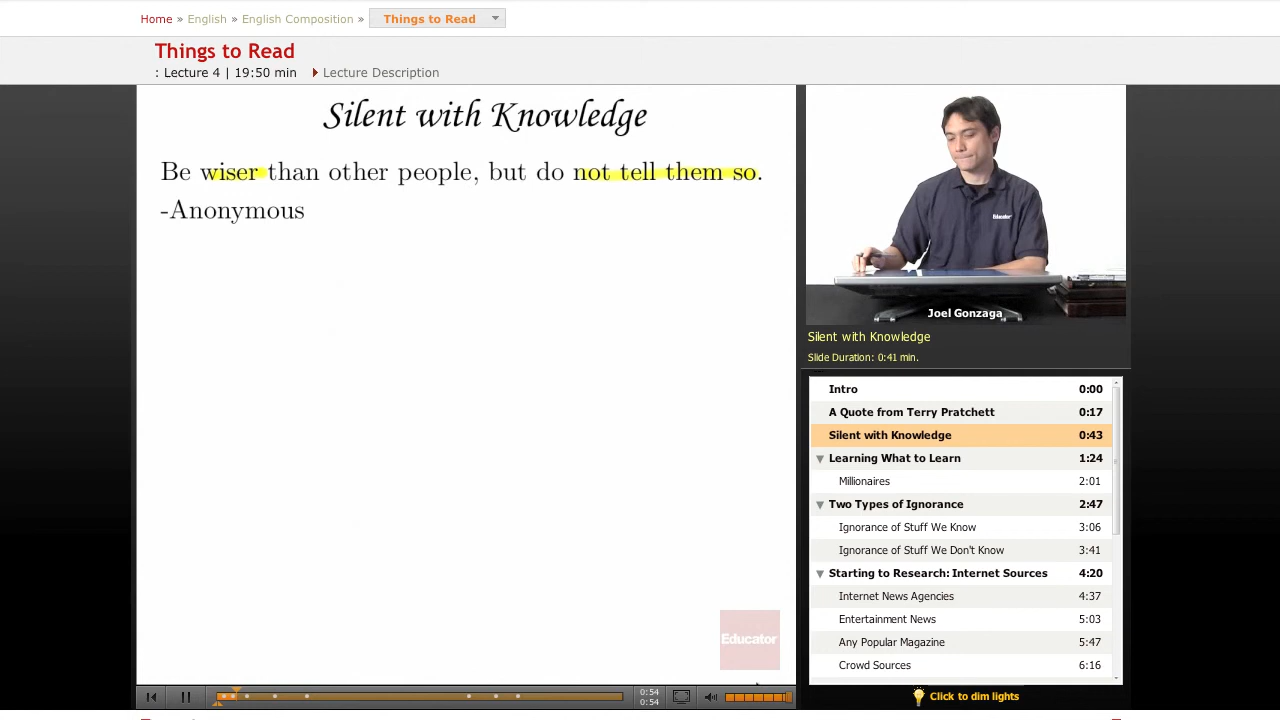 Home » English » English Composition » Things to Read
Things to Read
: Lecture 4 | 19:50 min Lecture Description
Silent with Knowledge
Be wiser than other people, but do not tell them so.
-Anonymous
Educator
Educator
Joel Gonzaga
Silent with Knowledge
Slide Duration: 0:41 min.
Intro 0:00
A Quote from Terry Pratchett 0:17
Silent with Knowledge 0:43
Learning What to Learn 1:24
Millionaires 2:01
Two Types of Ignorance 2:47
Ignorance of Stuff We Know 3:06
Ignorance of Stuff We Don't Know 3:41
Starting to Research: Internet Sources 4:20
Internet News Agencies 4:37
Entertainment News 5:03
Any Popular Magazine 5:47
Crowd Sources 6:16
0:54
0:54
Click to dim lights